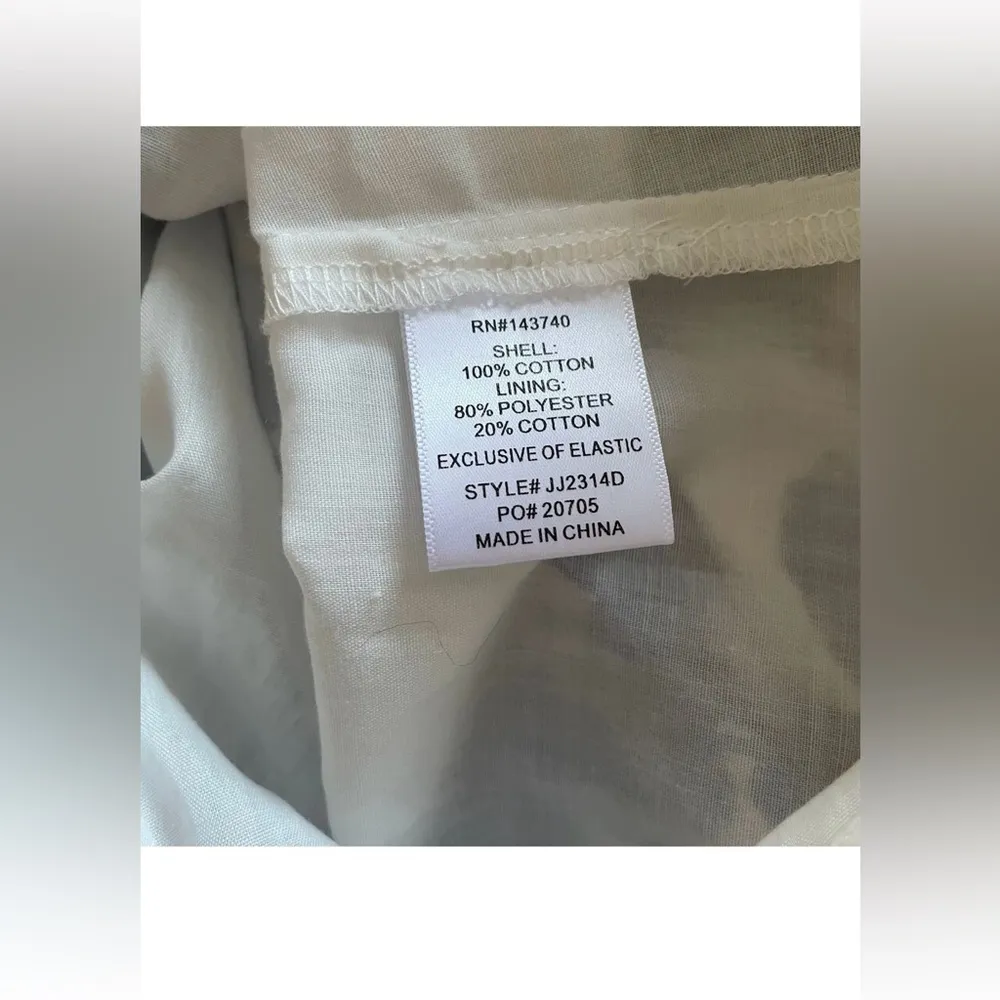 RN#143740
SHELL:
100% COTTON
LINING:
80% POLYESTER
20% COTTON
EXCLUSIVE OF ELASTIC
STYLE# JJ2314D
PO# 20705
MADE IN CHINA